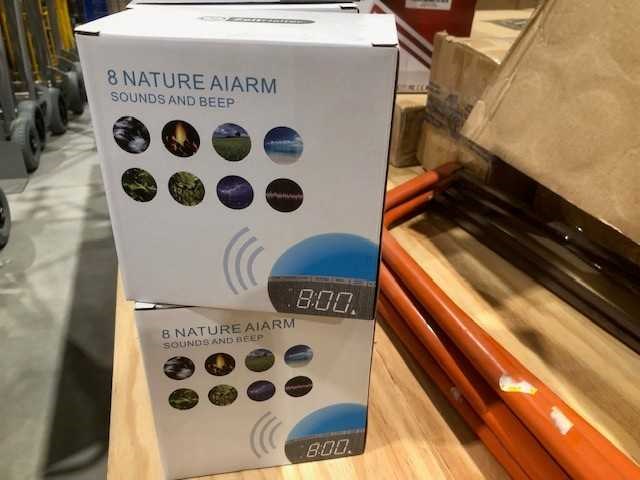 8 NATURE AIARM
SOUNDS AND BEEP
8:00
8 NATURE AIARM
SOUNDS AND BEEP
8:00